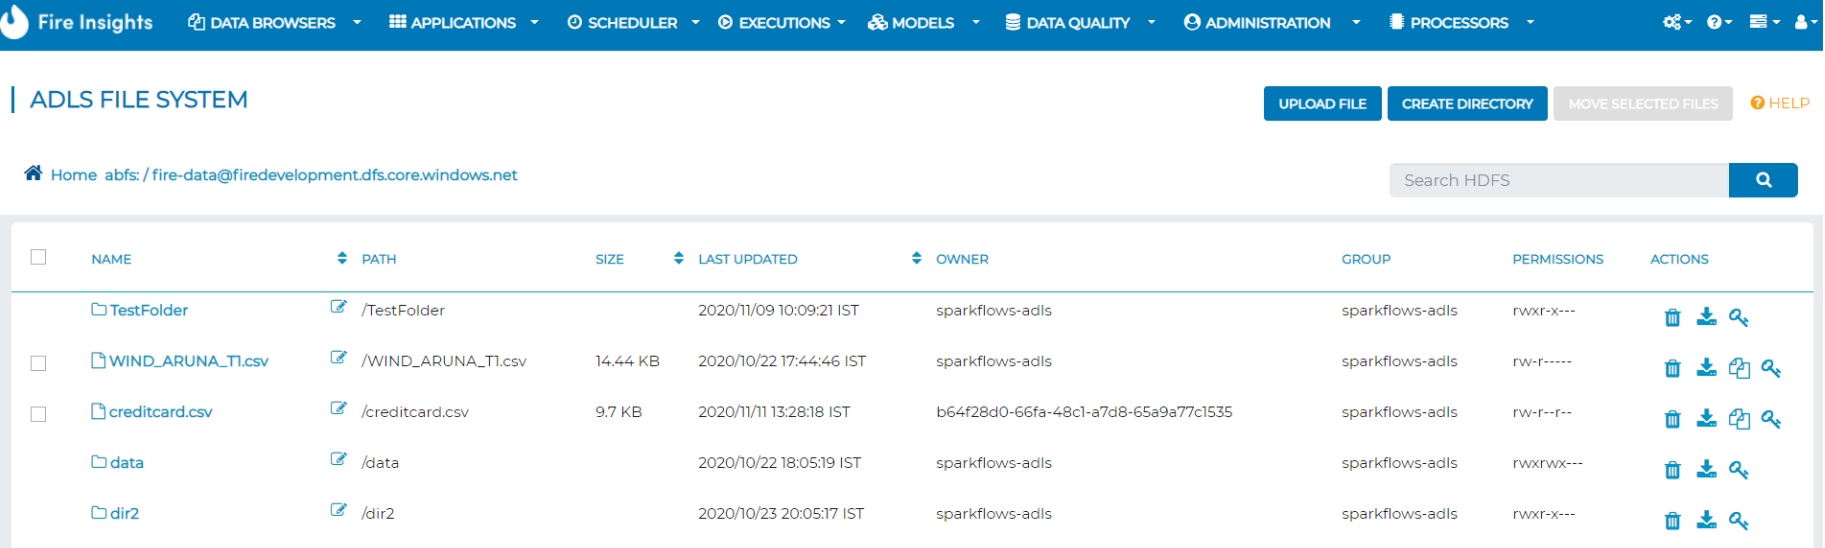 Fire Insights DATA BROWSERS APPLICATIONS SCHEDULER EXECUTIONS MODELS DATA QUALITY ADMINISTRATION PROCESSORS
ADLS FILE SYSTEM UPLOAD FILE CREATE DIRECTORY MOVE SELECTED FILES HELP
Home abfs: / fire-data@firedevelopment.dfs.core.windows.net Search HDFS
NAME PATH SIZE LAST UPDATED OWNER GROUP PERMISSIONS ACTIONS
TestFolder /TestFolder 2020/11/09 10:09:21 IST sparkflows-adls sparkflows-adls rwxr-x---
WIND_ARUNA_T1.csv /WIND_ARUNA_T1.csv 14.44 KB 2020/10/22 17:44:46 IST sparkflows-adls sparkflows-adls rw-r-----
creditcard.csv /creditcard.csv 9.7 KB 2020/11/11 13:28:18 IST b64f28d0-66fa-48c1-a7d8-65a9a77c1535 sparkflows-adls rw-r--r--
data /data 2020/10/22 18:05:19 IST sparkflows-adls sparkflows-adls rwxrwx---
dir2 /dir2 2020/10/23 20:05:17 IST sparkflows-adls sparkflows-adls rwxr-x---